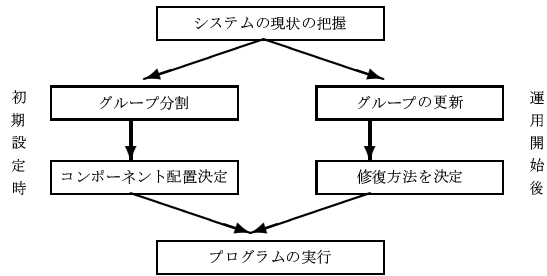 システムの現状の把握
初期設定時
グループ分割
グループの更新
運用開始後
コンポーネント配置決定
修復方法を決定
プログラムの実行